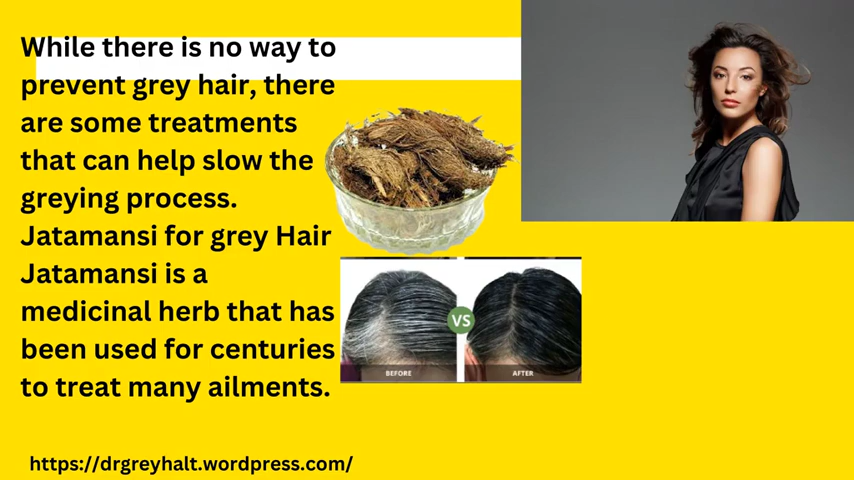 While there is no way to
prevent grey hair, there
are some treatments
that can help slow the
greying process.
Jatamansi for grey Hair
Jatamansi is a
medicinal herb that has
been used for centuries
to treat many ailments.
VS
BEFORE
AFTER
https://drgreyhalt.wordpress.com/